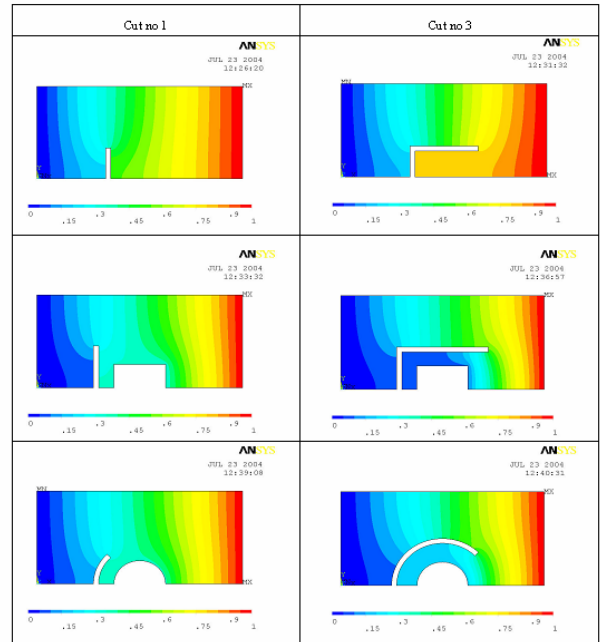 Cut no 1
Cut no 3
ANSYS
JUL 23 2004
12:26:20
MX
Y
0 .15 .3 .45 .6 .75 .9 1
ANSYS
JUL 23 2004
12:31:32
MN
Y
MX
0 .15 .3 .45 .6 .75 .9 1
ANSYS
JUL 23 2004
12:33:32
MX
Y
0 .15 .3 .45 .6 .75 .9 1
ANSYS
JUL 23 2004
12:36:57
MX
Y
0 .15 .3 .45 .6 .75 .9 1
ANSYS
JUL 23 2004
12:39:08
MN
Y
MX
0 .15 .3 .45 .6 .75 .9 1
ANSYS
JUL 23 2004
12:40:31
MX
Y
0 .15 .3 .45 .6 .75 .9 1